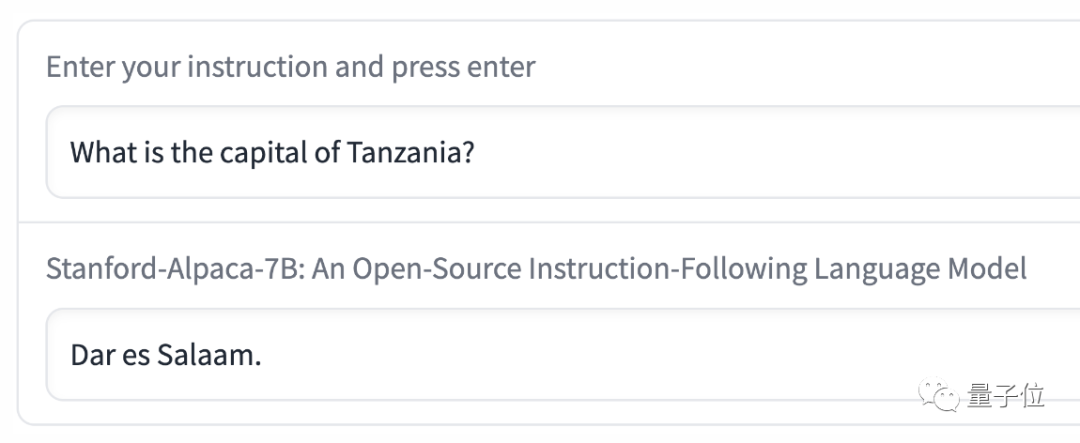 Enter your instruction and press enter
What is the capital of Tanzania?
Stanford-Alpaca-7B: An Open-Source Instruction-Following Language Model
Dar es Salaam.
量子位